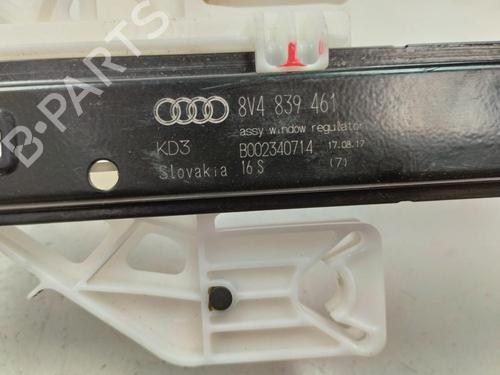 8V4 839 461
assy window regulator
KD3 B002340714 17.08.17
Slovakia 16 S (7)
B-PARTS